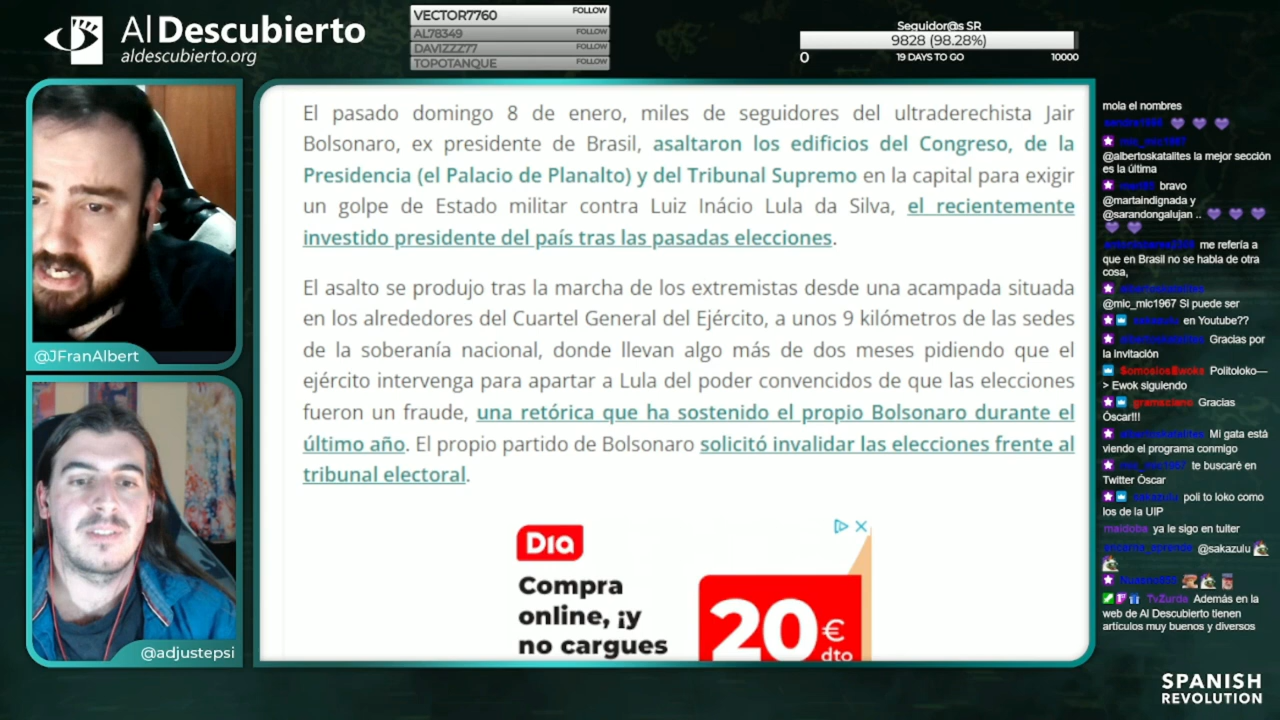 Al Descubierto
aldescubierto.org
VECTOR7760 FOLLOW
AL78349 FOLLOW
DAVIZZZ77 FOLLOW
TOPOTANQUE FOLLOW
Seguidor@s SR
9828 (98.28%)
0 19 DAYS TO GO 10000
@JFranAlbert
@adjustepsi
El pasado domingo 8 de enero, miles de seguidores del ultraderechista Jair
Bolsonaro, ex presidente de Brasil, asaltaron los edificios del Congreso, de la
Presidencia (el Palacio de Planalto) y del Tribunal Supremo en la capital para exigir
un golpe de Estado militar contra Luiz Inácio Lula da Silva, el recientemente
investido presidente del país tras las pasadas elecciones.
El asalto se produjo tras la marcha de los extremistas desde una acampada situada
en los alrededores del Cuartel General del Ejército, a unos 9 kilómetros de las sedes
de la soberanía nacional, donde llevan algo más de dos meses pidiendo que el
ejército intervenga para apartar a Lula del poder convencidos de que las elecciones
fueron un fraude, una retórica que ha sostenido el propio Bolsonaro durante el
último año. El propio partido de Bolsonaro solicitó invalidar las elecciones frente al
tribunal electoral.
Dia
Compra
online, ¡y
no cargues
20€
dto
mola el nombres
@albertoskatalites la mejor sección
es la última
bravo
@martaindignada y
@sarandongalujan ..
me refería a
que en Brasil no se habla de otra
cosa,
@mic_mic1967 Si puede ser
en Youtube??
Gracias por
la invitación
Politoloko—
> Ewok siguiendo
gramaciano Gracias
Óscar!!!
Mi gata está
viendo el programa conmigo
te buscaré en
Twitter Óscar
sakazulu poli to loko como
los de la UIP
maldoba ya le sigo en tuiter
@sakazulu
TvZurda Además en la
web de Al Descubierto tienen
artículos muy buenos y diversos
SPANISH
REVOLUTION